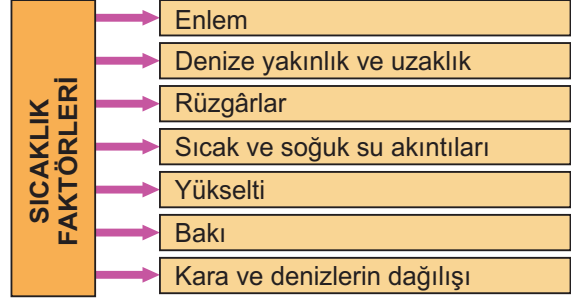 SICAKLIK
FAKTÖRLERİ
Enlem
Denize yakınlık ve uzaklık
Rüzgârlar
Sıcak ve soğuk su akıntıları
Yükselti
Bakı
Kara ve denizlerin dağılışı